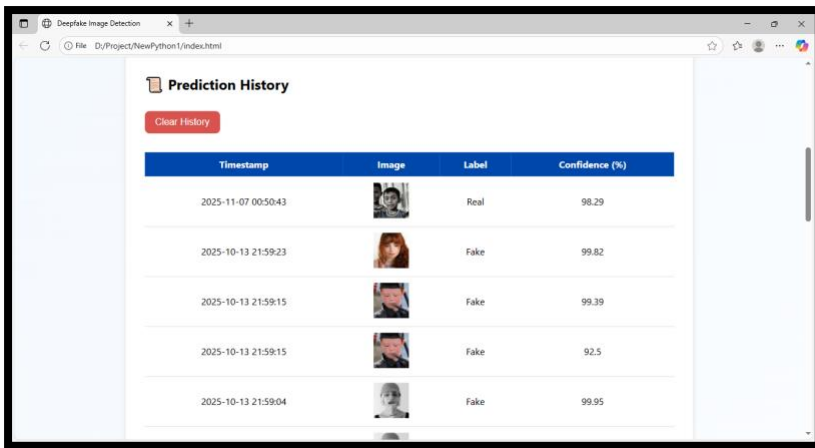 Deepfake Image Detection
File D:/Project/NewPython1/index.html
Prediction History
Clear History
Timestamp Image Label Confidence (%)
2025-11-07 00:50:43 Real 98.29
2025-10-13 21:59:23 Fake 99.82
2025-10-13 21:59:15 Fake 99.39
2025-10-13 21:59:15 Fake 92.5
2025-10-13 21:59:04 Fake 99.95